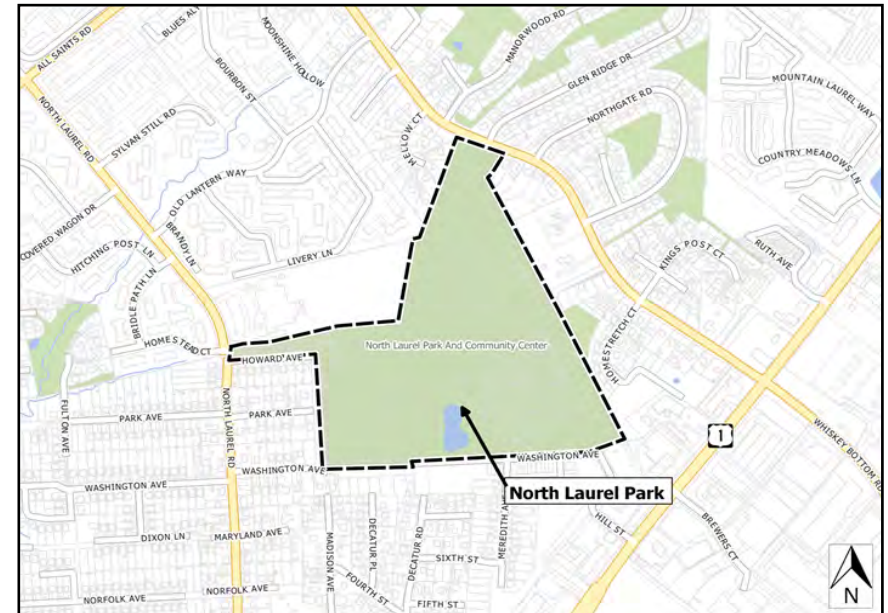 ALL SAINTS RD
BLUES AL
MOONSHINE HOLLOW
BOURBON ST
MANORWOOD RD
GLEN RIDGE DR
NORTHGATE RD
MOUNTAIN LAUREL WAY
COUNTRY MEADOWS LN
NORTH LAUREL RD
SYLVAN STILL RD
MELLOW CT
OLD LANTERN WAY
OVERED WAGON DR
BRANDY LN
HITCHING POST LN
LIVERY LN
KINGS POST CT
RUTH AVE
BRIDLE PATH LN
HOMESTEAD CT
HOWARD AVE
North Laurel Park And Community Center
HOMESTRETCH CT
FULTON AVE
PARK AVE
PARK AVE
NORTH LAUREL RD
1
WHISKEY BOTTOM RD
WASHINGTON AVE
WASHINGTON AVE
WASHINGTON AVE
North Laurel Park
HILL ST
BREWERS CT
DIXON LN
MARYLAND AVE
MADISON AVE
DECATUR PL
DECATUR RD
MEREDITH AVE
SIXTH ST
FOURTH ST
FIFTH ST
NORFOLK AVE
NORFOLK AVE
N